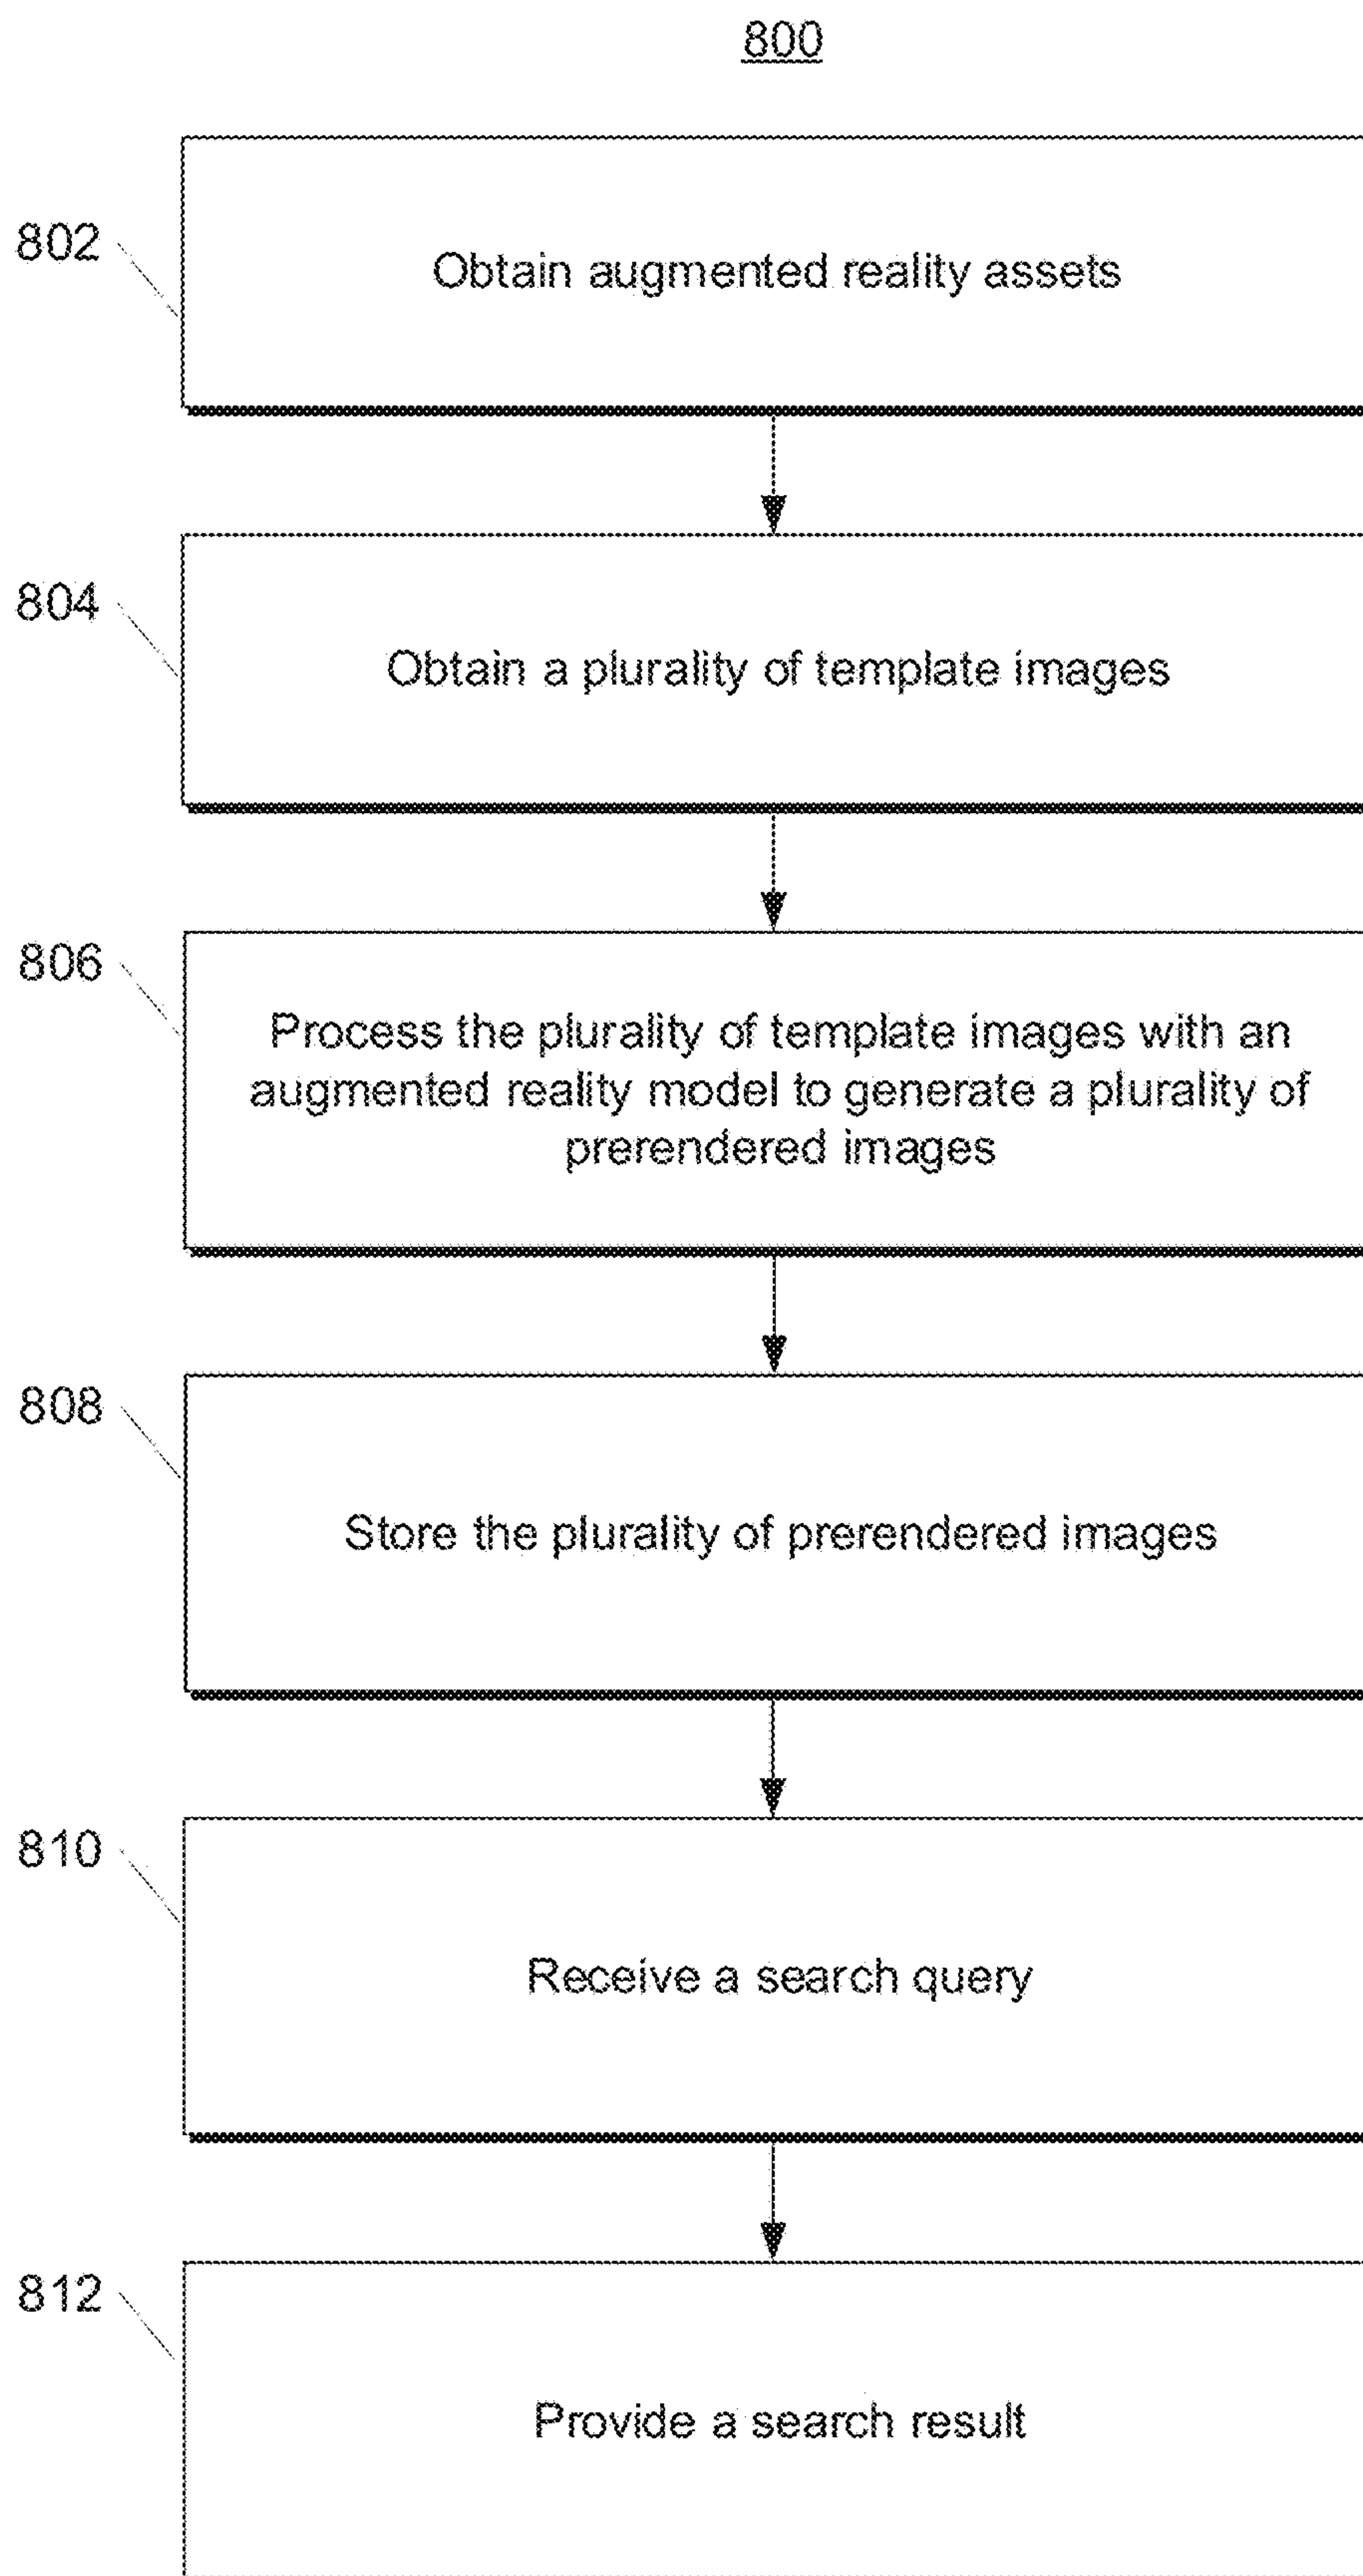 800
802
Obtain augmented reality assets
804
Obtain a plurality of template images
806
Process the plurality of template images with an
augmented reality model to generate a plurality of
prerendered images
808
Store the plurality of prerendered images
810
Receive a search query
812
Provide a search result